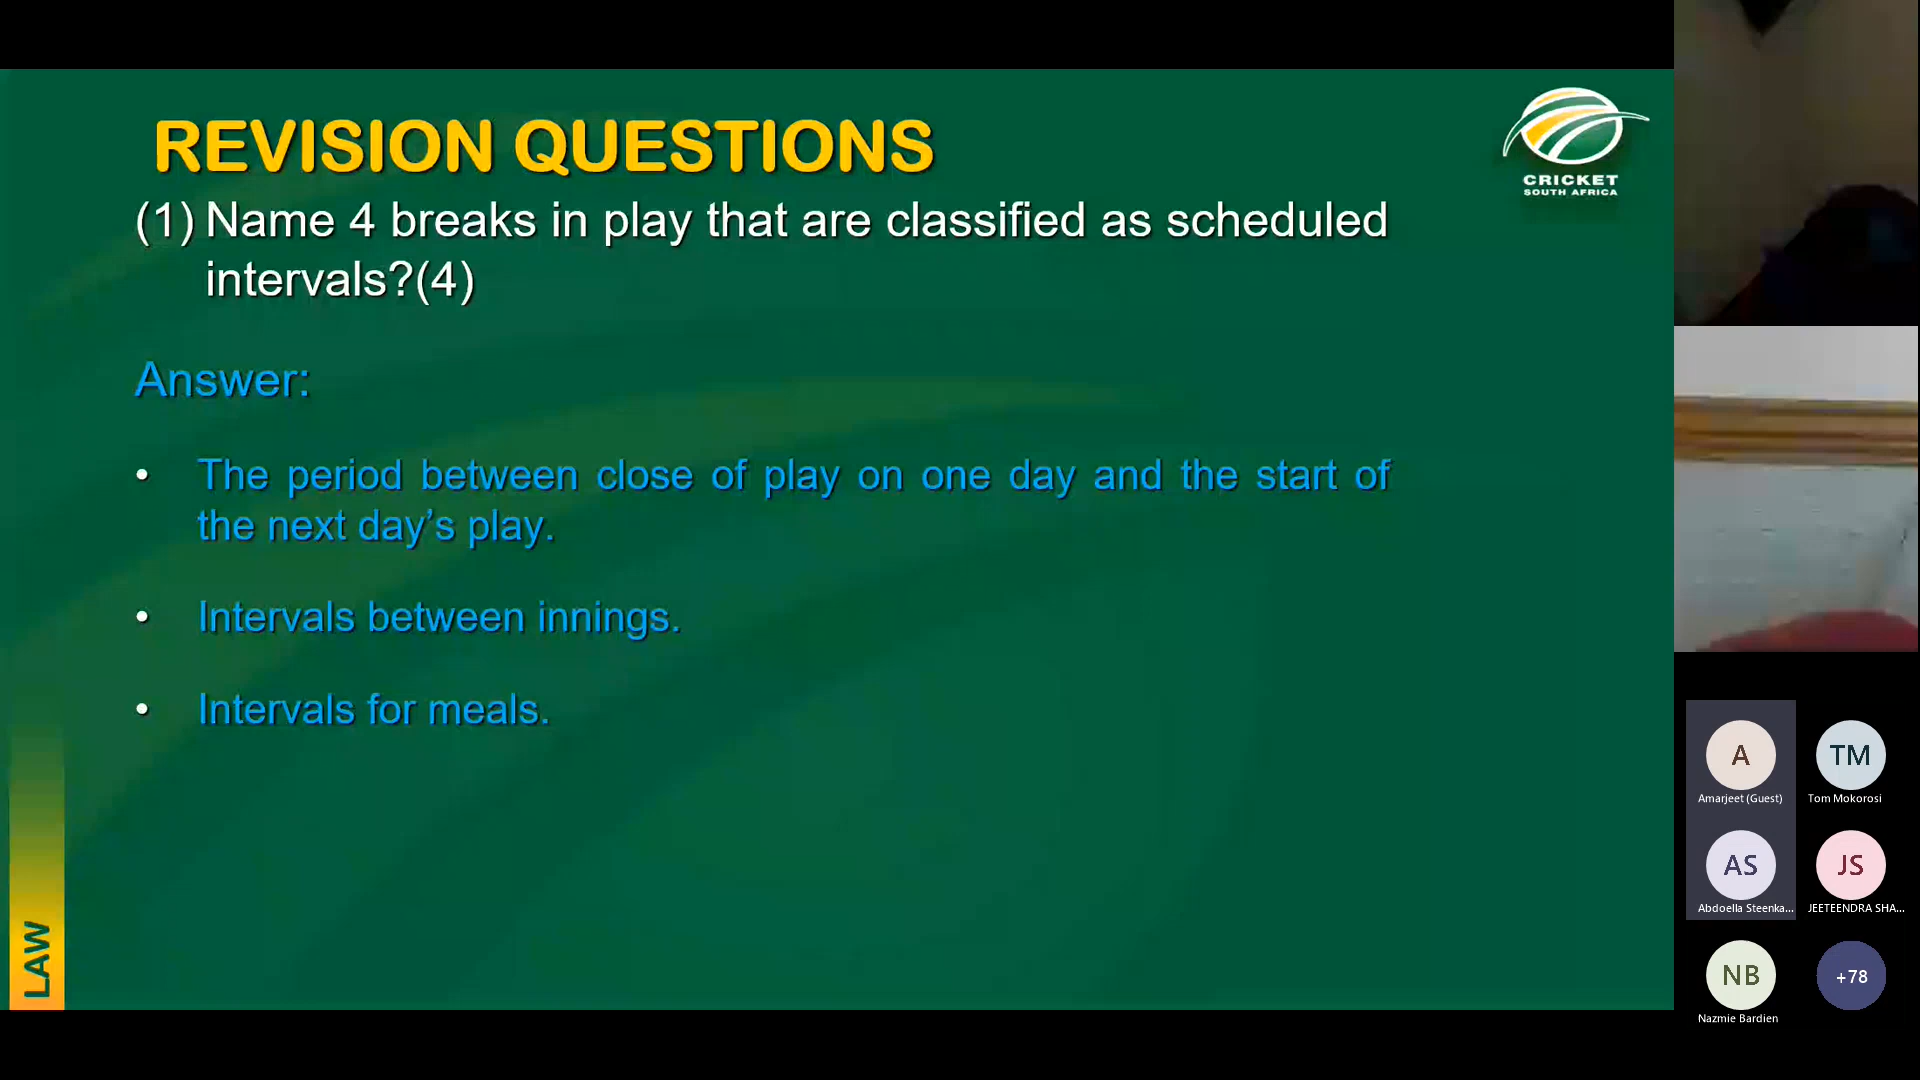 REVISION QUESTIONS
(1) Name 4 breaks in play that are classified as scheduled
intervals?(4)
Answer:
• The period between close of play on one day and the start of
the next day’s play.
• Intervals between innings.
• Intervals for meals.
LAW
CRICKET
SOUTH AFRICA
A
Amarjeet (Guest)
TM
Tom Mokorosi
AS
Abdoella Steenka...
JS
JEETEENDRA SHA...
NB
Nazmie Bardien
+78